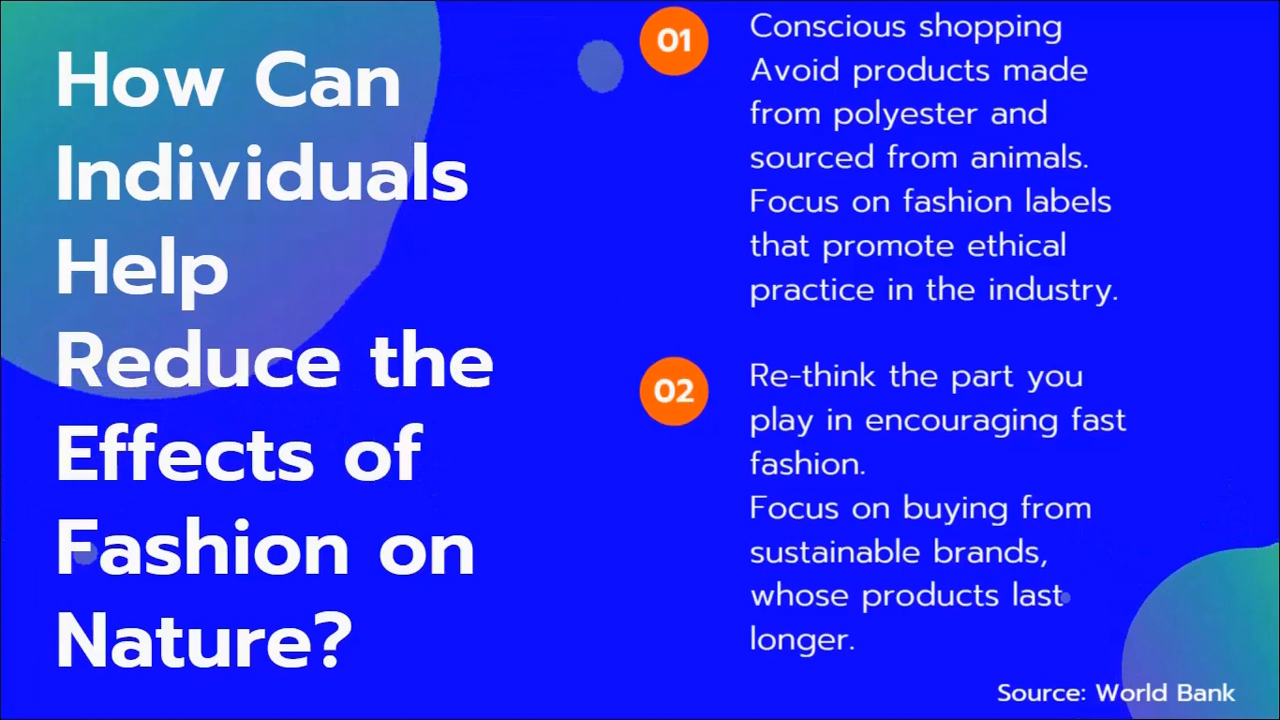 How Can
Individuals
Help
Reduce the
Effects of
Fashion on
Nature?
01
Conscious shopping
Avoid products made
from polyester and
sourced from animals.
Focus on fashion labels
that promote ethical
practice in the industry.
02
Re-think the part you
play in encouraging fast
fashion.
Focus on buying from
sustainable brands,
whose products last
longer.
Source: World Bank